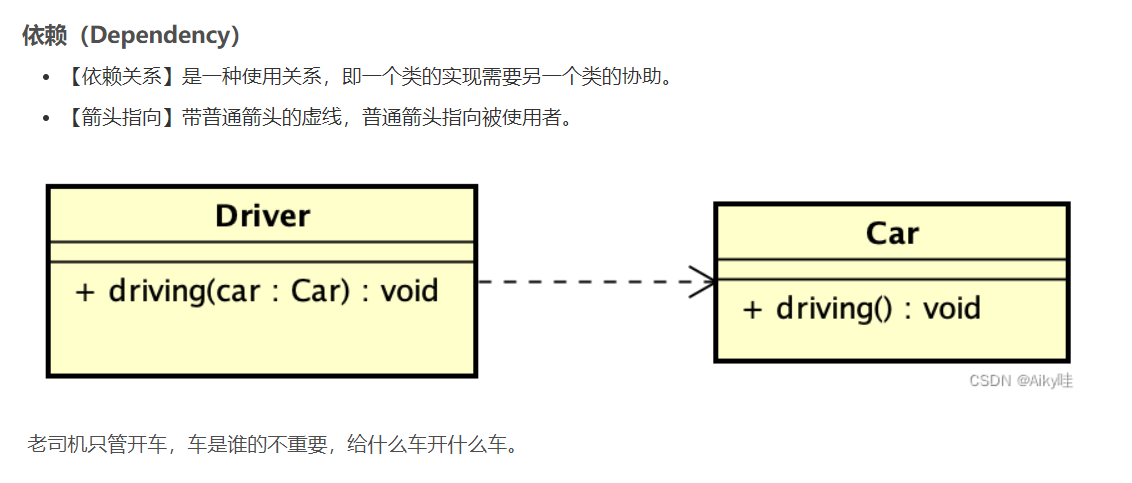 依赖（Dependency）
• 【依赖关系】是一种使用关系，即一个类的实现需要另一个类的协助。
• 【箭头指向】带普通箭头的虚线，普通箭头指向被使用者。
Driver
+ driving(car : Car) : void
Car
+ driving() : void
CSDN @Aiky哇
老司机只管开车，车是谁的不重要，给什么车开什么车。